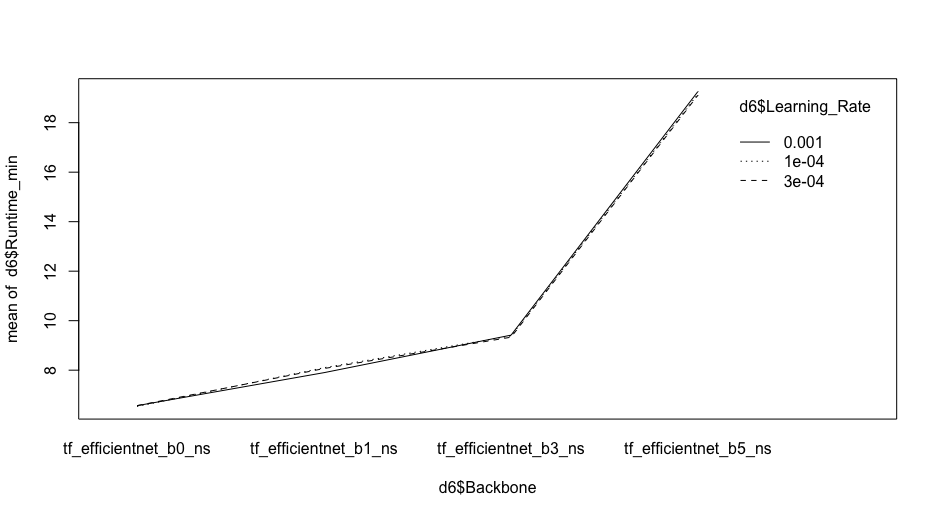 d6$Learning_Rate
0.001
1e-04
3e-04
mean of d6$Runtime_min
18
16
14
12
10
8
tf_efficientnet_b0_ns tf_efficientnet_b1_ns tf_efficientnet_b3_ns tf_efficientnet_b5_ns
d6$Backbone